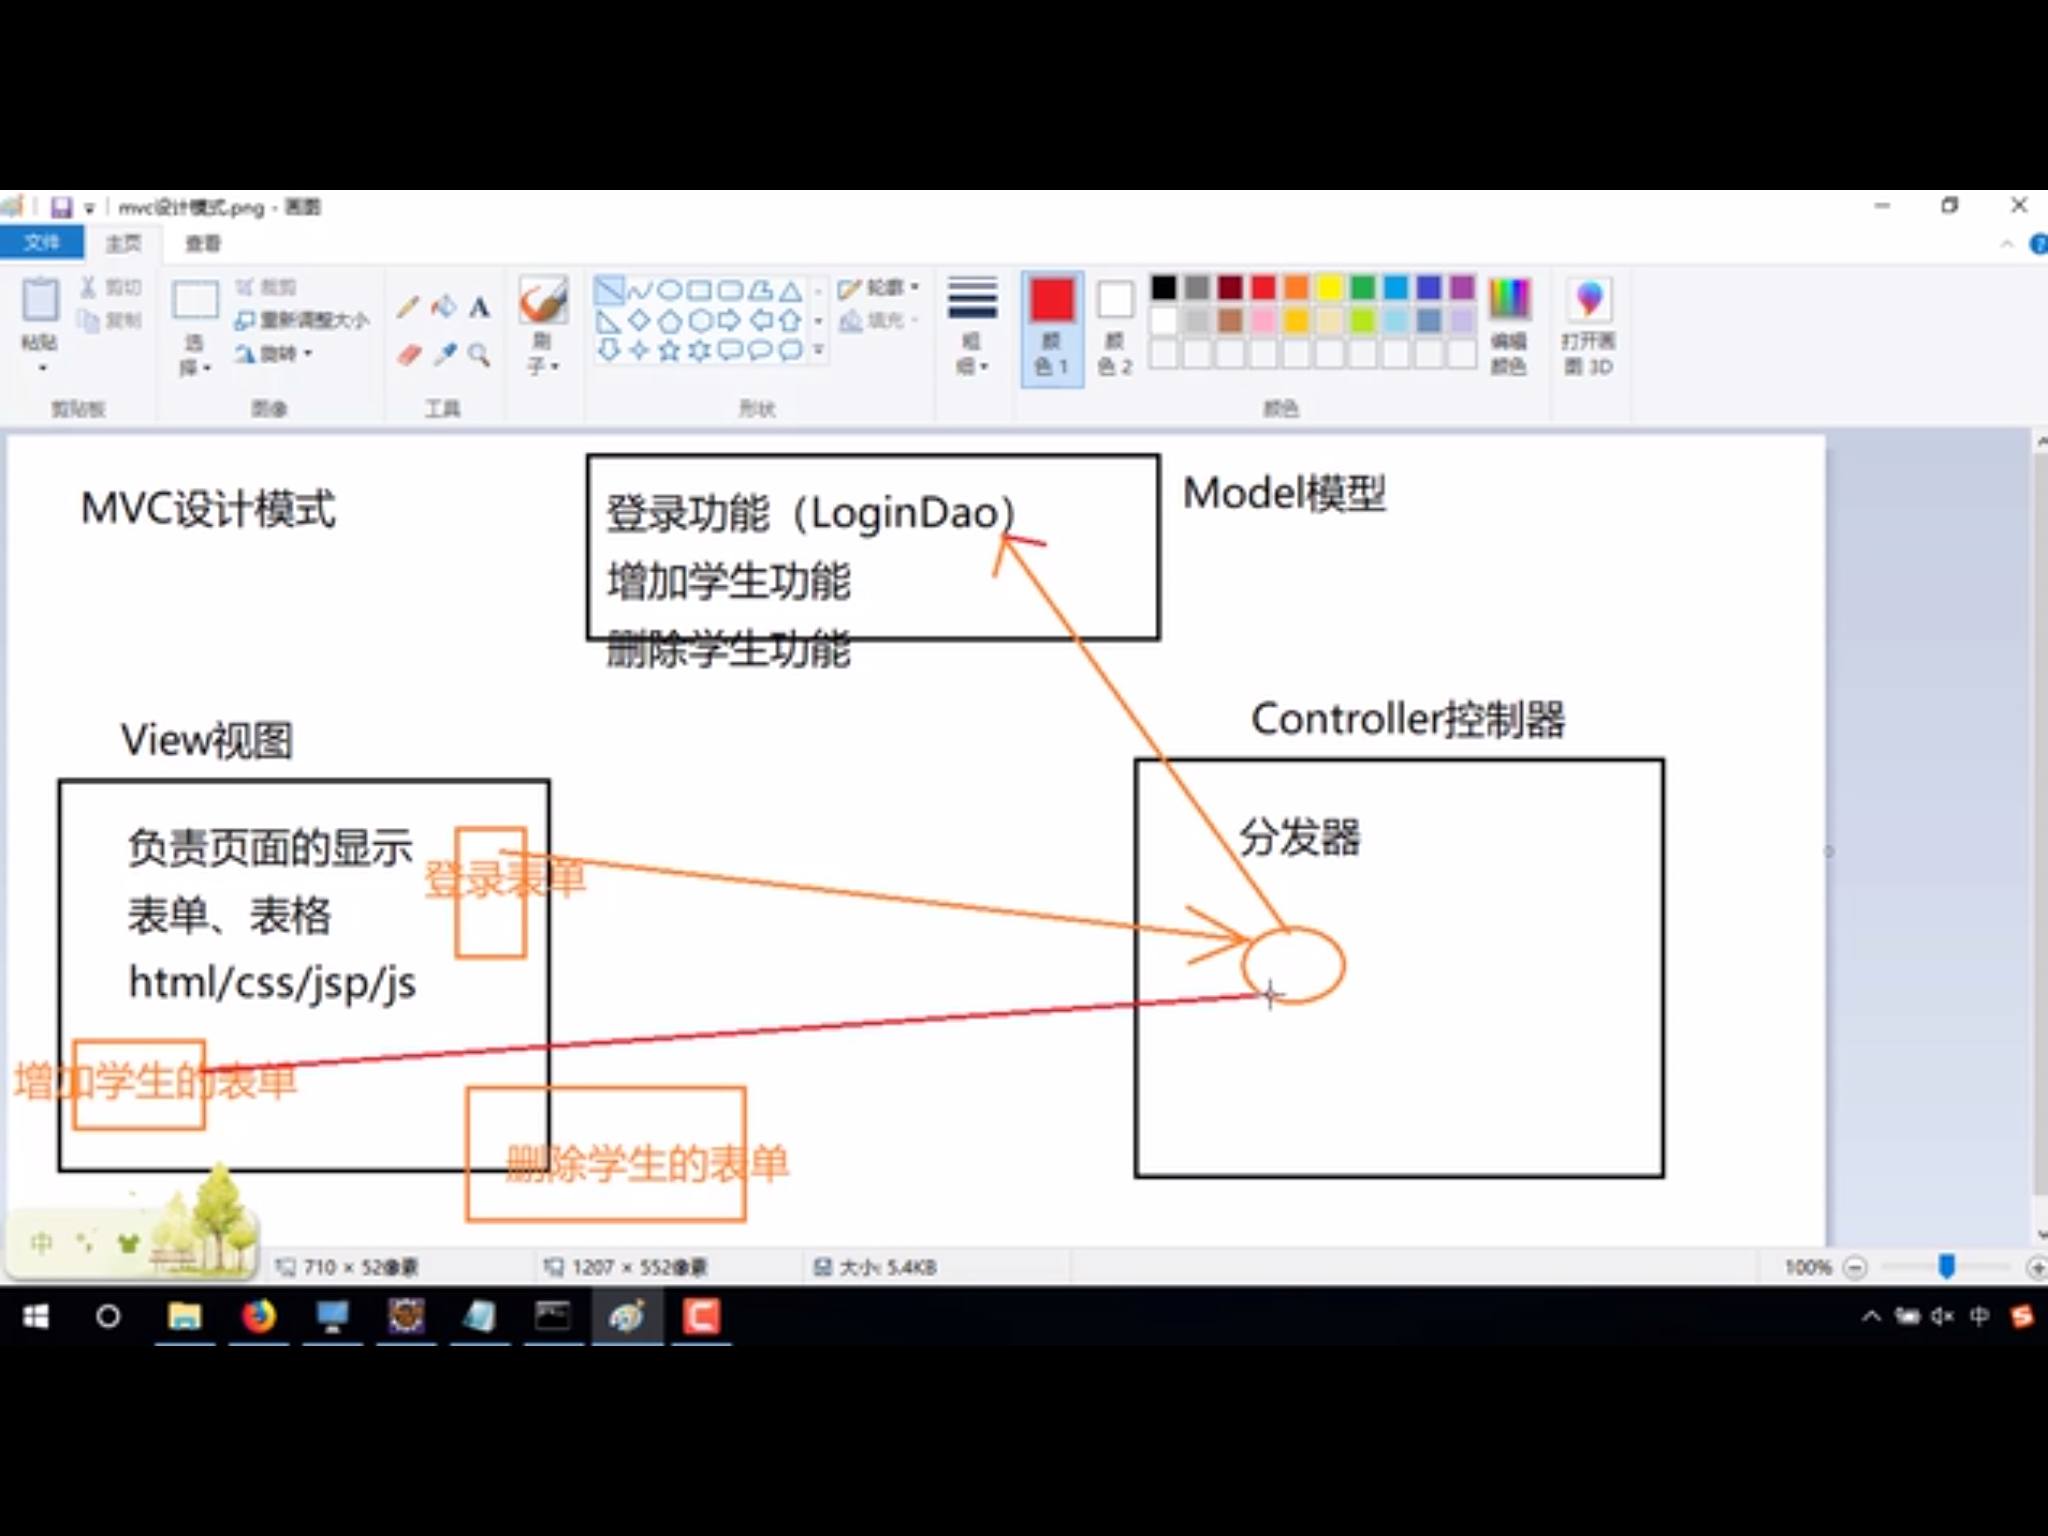 mvc设计模式.png - 画图
文件 主页 查看
粘贴
剪切
复制
剪贴板
选择
裁剪
重新调整大小
旋转
图像
A
工具
刷子
形状
轮廓
填充
粗细
颜色 1
颜色 2
编辑颜色
颜色
打开画图 3D
MVC设计模式
登录功能（LoginDao）
增加学生功能
删除学生功能
Model模型
View视图
负责页面的显示
表单、表格
html/css/jsp/js
登录表单
增加学生的表单
删除学生的表单
Controller控制器
分发器
中
710 × 52像素
1207 × 552像素
大小: 5.4KB
100%
中